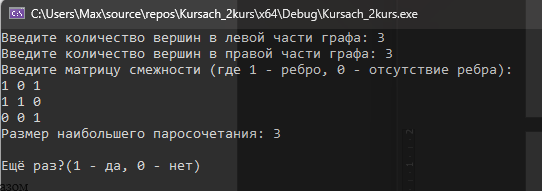 C:\Users\Max\source\repos\Kursach_2kurs\x64\Debug\Kursach_2kurs.exe
Введите количество вершин в левой части графа: 3
Введите количество вершин в правой части графа: 3
Введите матрицу смежности (где 1 - ребро, 0 - отсутствие ребра):
1 0 1
1 1 0
0 0 1
Размер наибольшего паросочетания: 3
Ещё раз?(1 - да, 0 - нет)